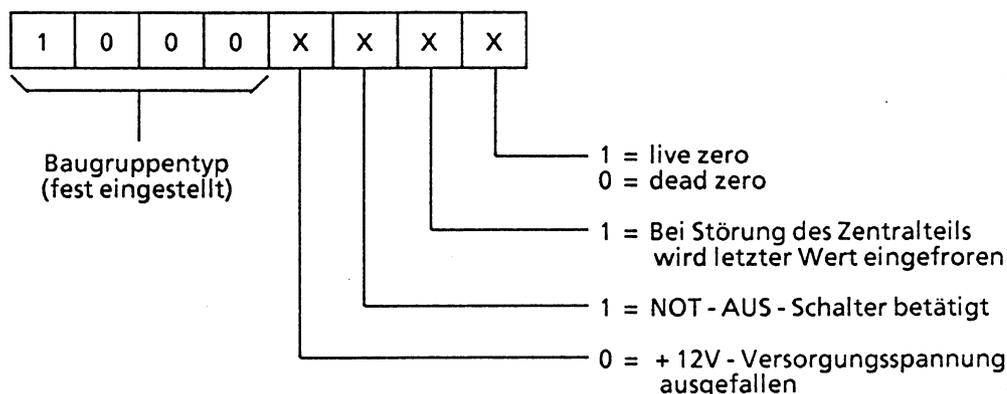 1 0 0 0 X X X X
Baugruppentyp
(fest eingestellt)
1 = live zero
0 = dead zero
1 = Bei Störung des Zentralteils
wird letzter Wert eingefroren
1 = NOT - AUS - Schalter betätigt
0 = + 12V - Versorgungsspannung
ausgefallen